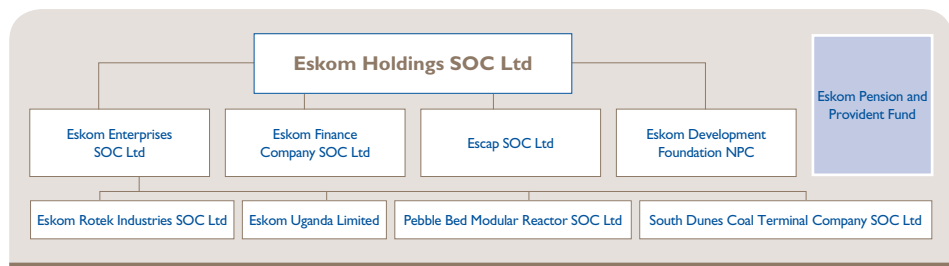 Eskom Holdings SOC Ltd
Eskom Pension and
Provident Fund
Eskom Enterprises
SOC Ltd
Eskom Finance
Company SOC Ltd
Escap SOC Ltd
Eskom Development
Foundation NPC
Eskom Rotek Industries SOC Ltd
Eskom Uganda Limited
Pebble Bed Modular Reactor SOC Ltd
South Dunes Coal Terminal Company SOC Ltd